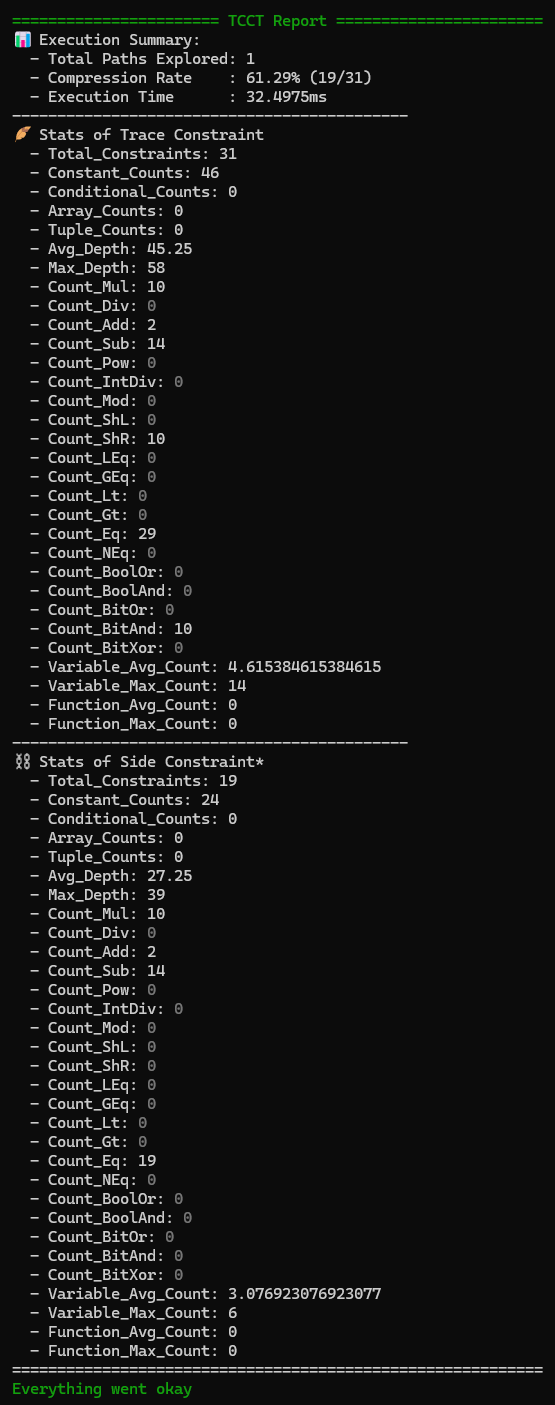 ======================= TCCT Report =======================
📊 Execution Summary:
  - Total Paths Explored: 1
  - Compression Rate    : 61.29% (19/31)
  - Execution Time      : 32.4975ms
--------------------------------------------
🪶 Stats of Trace Constraint
  - Total_Constraints: 31
  - Constant_Counts: 46
  - Conditional_Counts: 0
  - Array_Counts: 0
  - Tuple_Counts: 0
  - Avg_Depth: 45.25
  - Max_Depth: 58
  - Count_Mul: 10
  - Count_Div: 0
  - Count_Add: 2
  - Count_Sub: 14
  - Count_Pow: 0
  - Count_IntDiv: 0
  - Count_Mod: 0
  - Count_ShL: 0
  - Count_ShR: 10
  - Count_LEq: 0
  - Count_GEq: 0
  - Count_Lt: 0
  - Count_Gt: 0
  - Count_Eq: 29
  - Count_NEq: 0
  - Count_BoolOr: 0
  - Count_BoolAnd: 0
  - Count_BitOr: 0
  - Count_BitAnd: 10
  - Count_BitXor: 0
  - Variable_Avg_Count: 4.615384615384615
  - Variable_Max_Count: 14
  - Function_Avg_Count: 0
  - Function_Max_Count: 0
--------------------------------------------
⛓️ Stats of Side Constraint*
  - Total_Constraints: 19
  - Constant_Counts: 24
  - Conditional_Counts: 0
  - Array_Counts: 0
  - Tuple_Counts: 0
  - Avg_Depth: 27.25
  - Max_Depth: 39
  - Count_Mul: 10
  - Count_Div: 0
  - Count_Add: 2
  - Count_Sub: 14
  - Count_Pow: 0
  - Count_IntDiv: 0
  - Count_Mod: 0
  - Count_ShL: 0
  - Count_ShR: 0
  - Count_LEq: 0
  - Count_GEq: 0
  - Count_Lt: 0
  - Count_Gt: 0
  - Count_Eq: 19
  - Count_NEq: 0
  - Count_BoolOr: 0
  - Count_BoolAnd: 0
  - Count_BitOr: 0
  - Count_BitAnd: 0
  - Count_BitXor: 0
  - Variable_Avg_Count: 3.076923076923077
  - Variable_Max_Count: 6
  - Function_Avg_Count: 0
  - Function_Max_Count: 0
===========================================================
Everything went okay